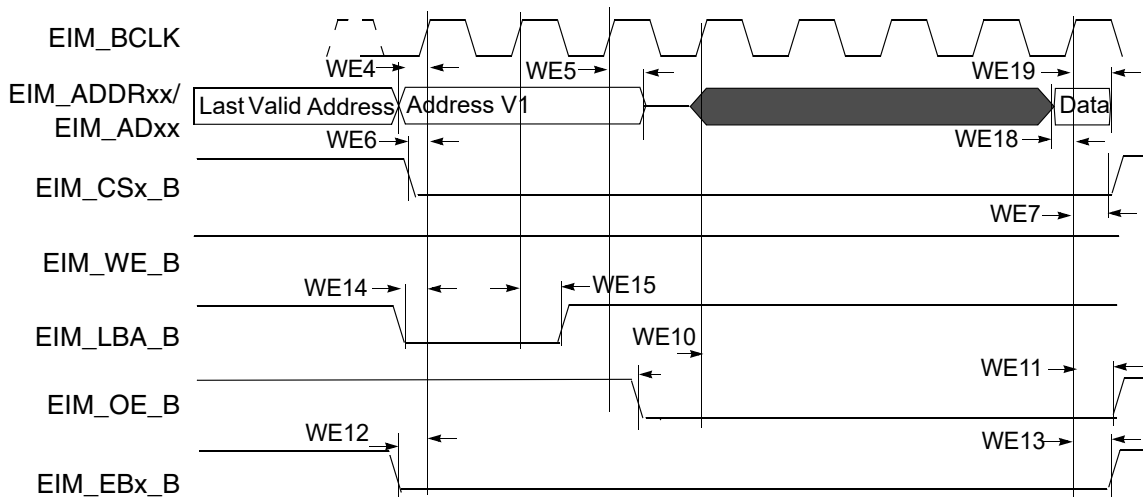 EIM_BCLK
WE4
WE5
WE19
EIM_ADDRxx/
EIM_ADxx
Last Valid Address
Address V1
Data
WE6
WE18
EIM_CSx_B
WE7
EIM_WE_B
WE14
WE15
EIM_LBA_B
WE10
WE11
EIM_OE_B
WE12
WE13
EIM_EBx_B